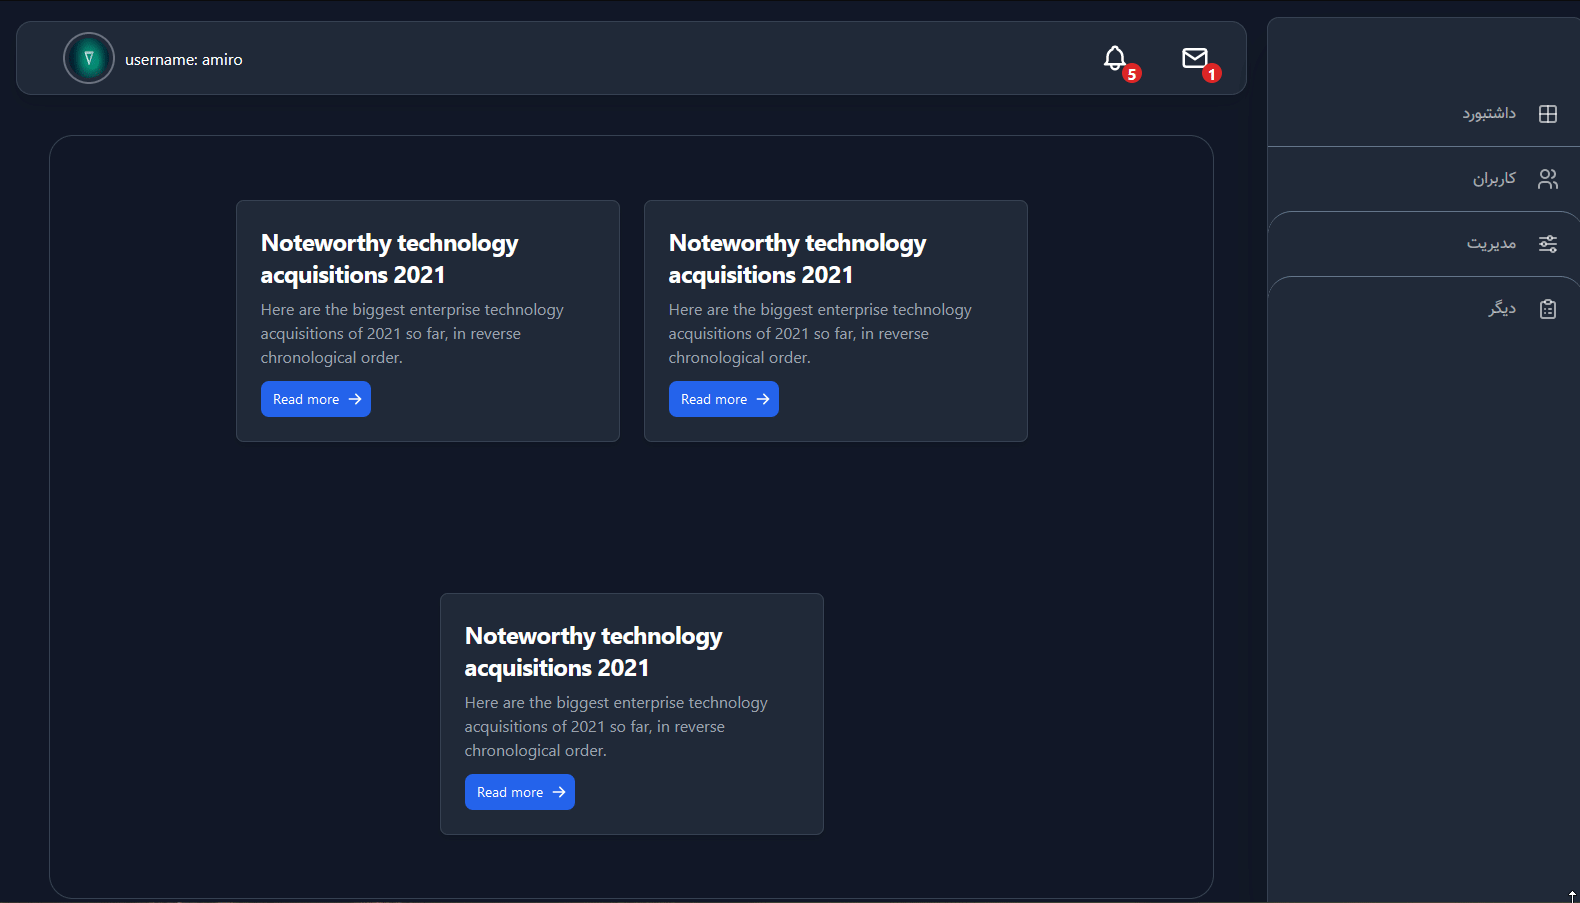 username: amiro
5
1
داشتبورد
کاربران
مدیریت
دیگر
Noteworthy technology
acquisitions 2021
Here are the biggest enterprise technology
acquisitions of 2021 so far, in reverse
chronological order.
Read more
Noteworthy technology
acquisitions 2021
Here are the biggest enterprise technology
acquisitions of 2021 so far, in reverse
chronological order.
Read more
Noteworthy technology
acquisitions 2021
Here are the biggest enterprise technology
acquisitions of 2021 so far, in reverse
chronological order.
Read more